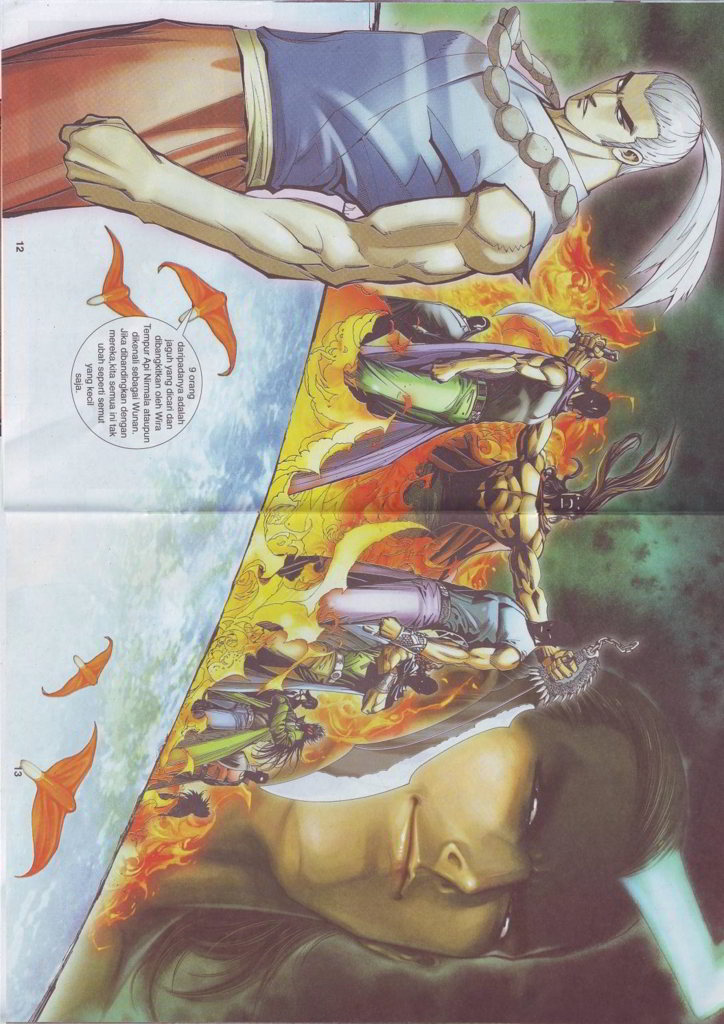 9 orang
daripadanya adalah
jaguh yang dicari dan
dibangkitkan oleh Wira
Tempur Api Nirmala ataupun
dikenali sebagai Wunan.
Jika dibandingkan dengan
mereka,kita semua ini tak
ubah seperti semut
yang kecil
saja.
12
13